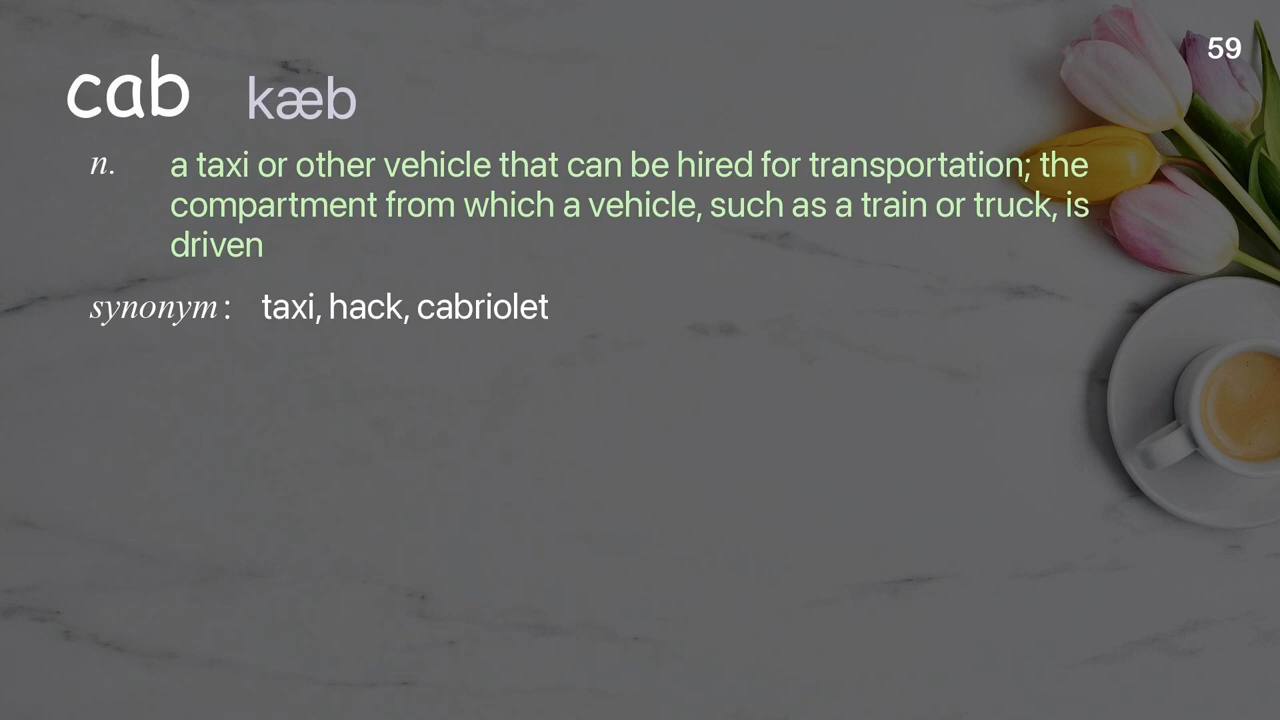 59
cab kæb
n. a taxi or other vehicle that can be hired for transportation; the
compartment from which a vehicle, such as a train or truck, is
driven
synonym: taxi, hack, cabriolet